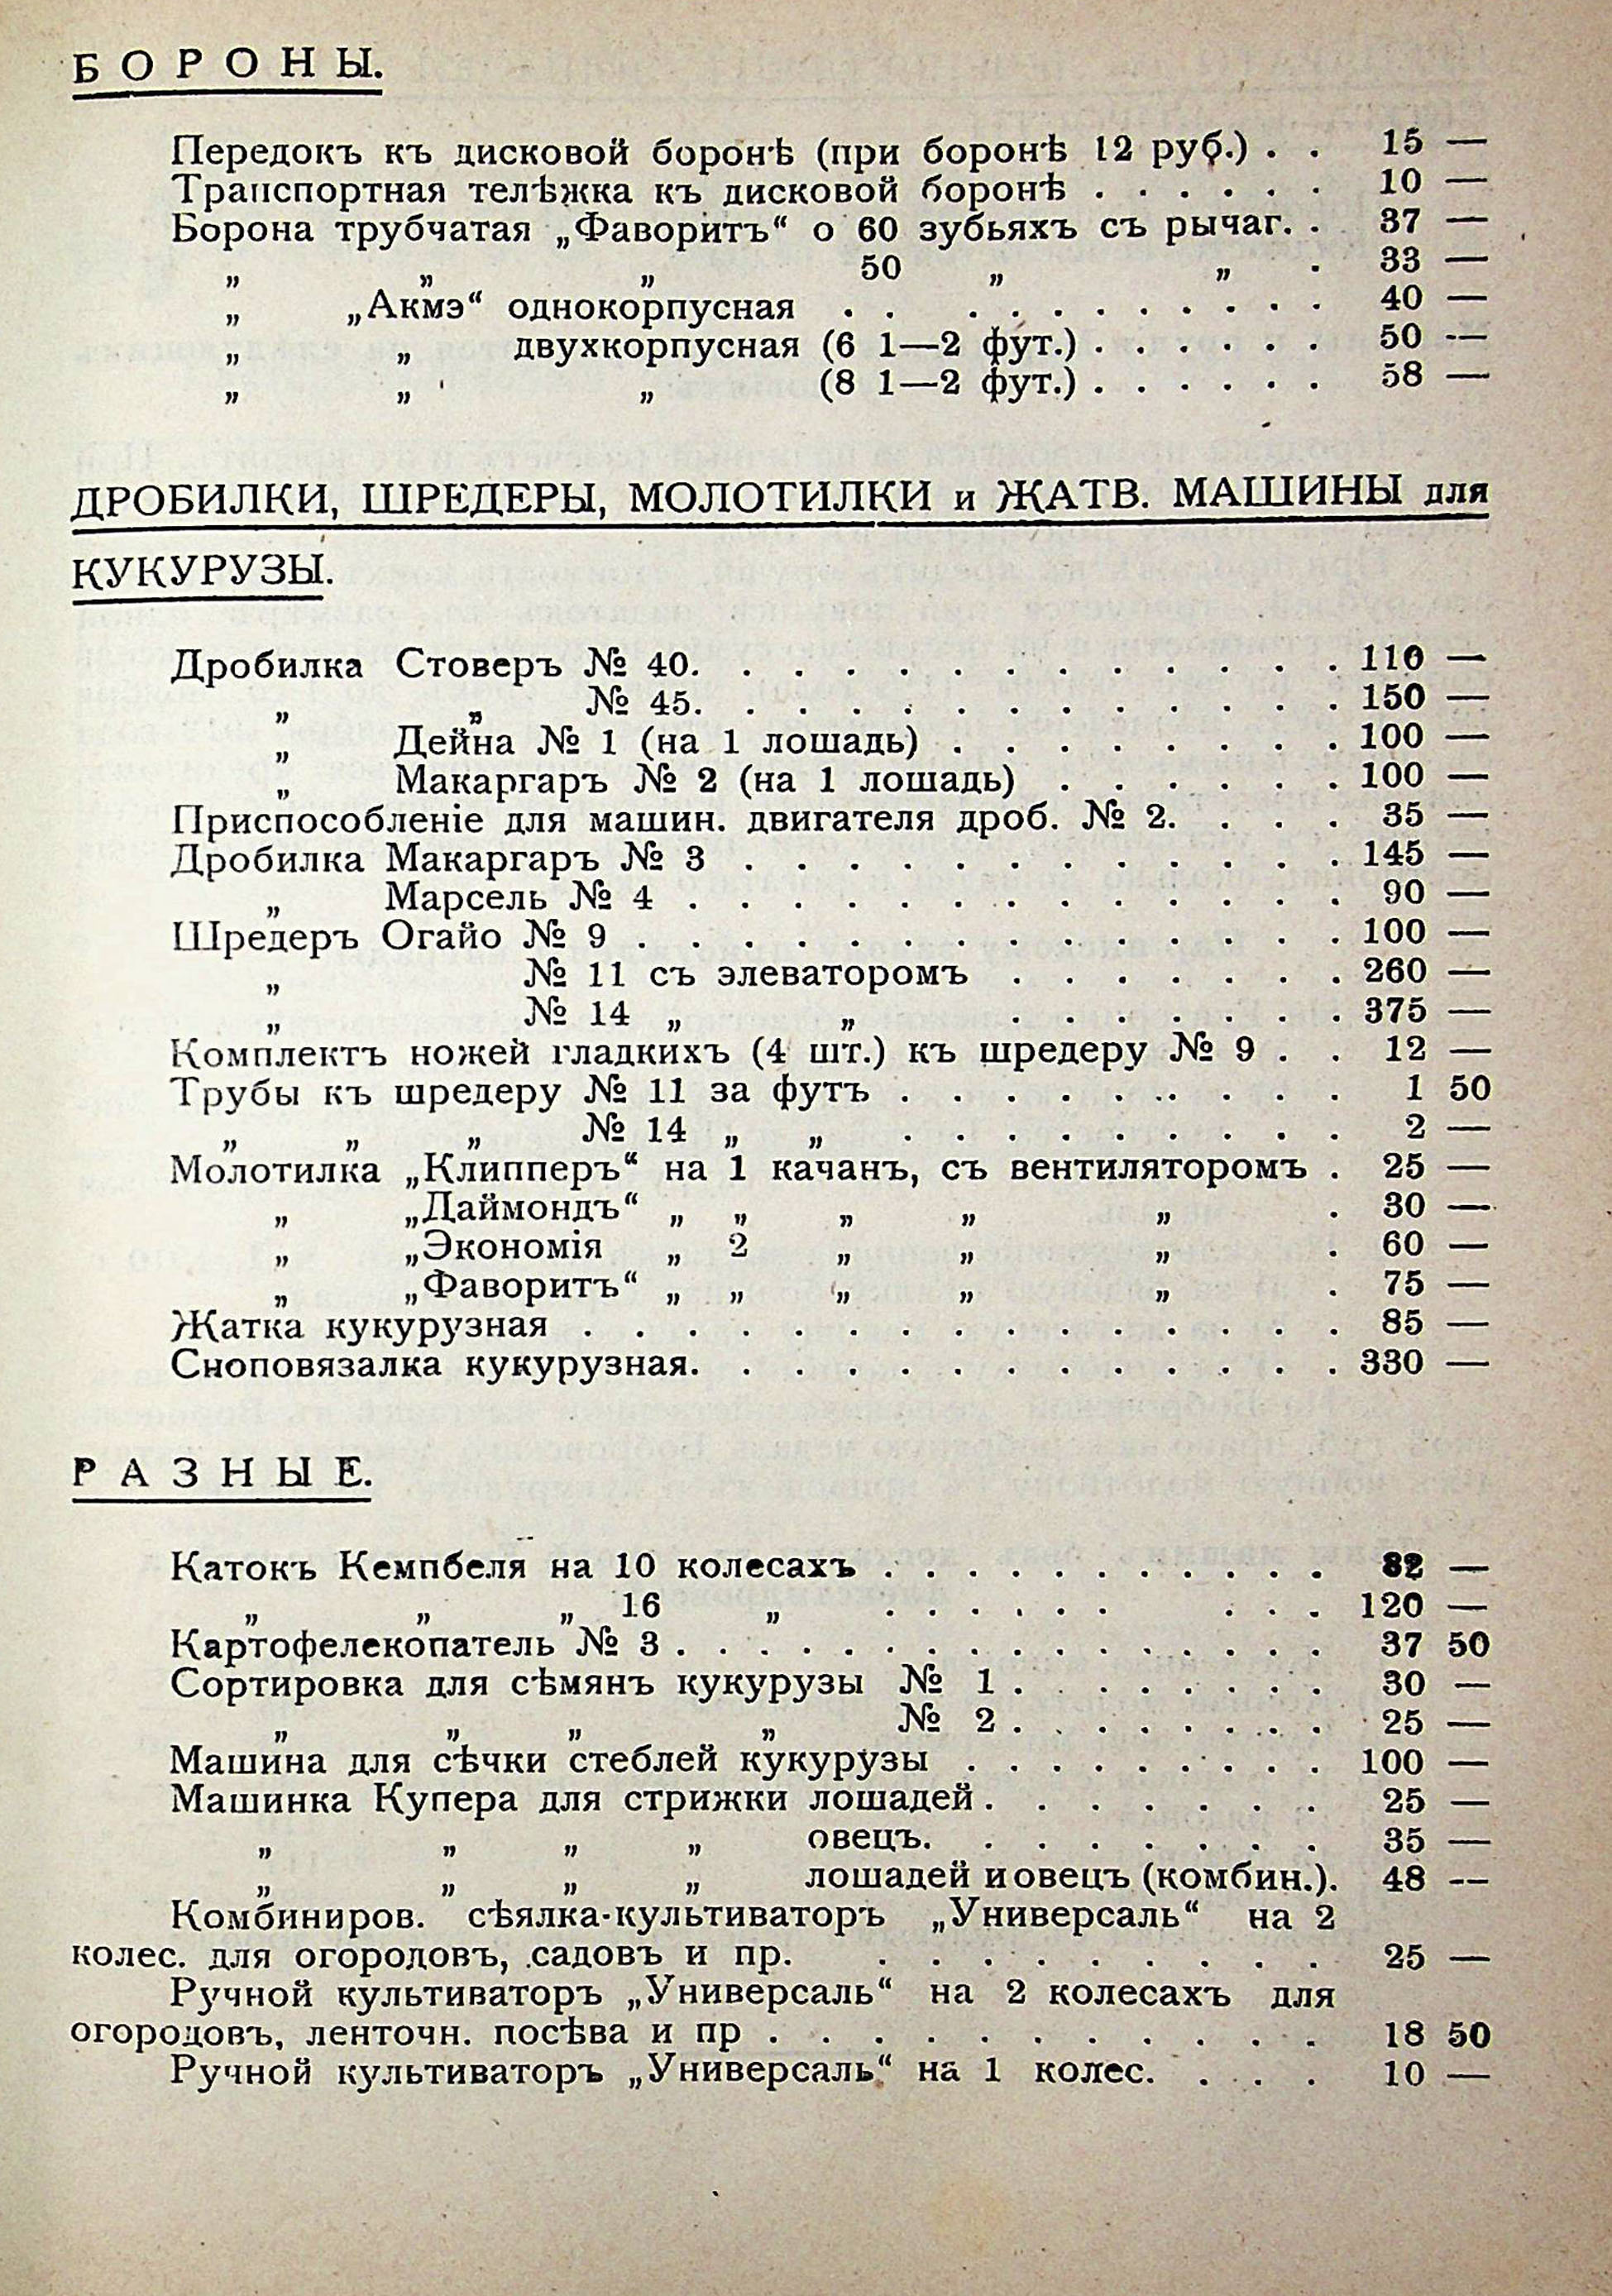 БОРОНЫ.
Передокъ къ дисковой боронѣ (при боронѣ 12 руб.) . . 15 —
Транспортная телѣжка къ дисковой боронѣ . . . . . 10 —
Борона трубчатая „Фаворитъ“ о 60 зубьяхъ съ рычаг. . 37 —
„ „ „ 50 „ „ . 33 —
„ „Акмэ“ однокорпусная . . . . . . . . . . 40 —
„ „ двухкорпусная (6 1—2 фут.) . . . . . . 50 —
„ „ „ (8 1—2 фут.) . . . . . . 58 —
ДРОБИЛКИ, ШРЕДЕРЫ, МОЛОТИЛКИ и ЖАТВ. МАШИНЫ для
КУКУРУЗЫ.
Дробилка Стоверъ № 40. . . . . . . . . . . . . 110 —
„ „ № 45. . . . . . . . . . . . . 150 —
„ Дейна № 1 (на 1 лошадь) . . . . . . . . 100 —
„ Макаргаръ № 2 (на 1 лошадь) . . . . . . 100 —
Приспособленіе для машин. двигателя дроб. № 2. . . . 35 —
Дробилка Макаргаръ № 3 . . . . . . . . . . . . 145 —
„ Марсель № 4 . . . . . . . . . . . . . 90 —
Шредеръ Огайо № 9 . . . . . . . . . . . . . . 100 —
„ № 11 съ элеваторомъ . . . . . . . 260 —
„ № 14 „ „ . . . . . . . 375 —
Комплектъ ножей гладкихъ (4 шт.) къ шредеру № 9 . . 12 —
Трубы къ шредеру № 11 за футъ . . . . . . . . . 1 50
„ „ „ № 14 „ „ . . . . . . . . . 2 —
Молотилка „Клипперъ“ на 1 качанъ, съ вентиляторомъ . 25 —
„ „Даймондъ“ „ „ „ „ „ . 30 —
„ „Экономія „ 2 „ „ „ . 60 —
„ „Фаворитъ“ „ „ „ „ „ . 75 —
Жатка кукурузная . . . . . . . . . . . . . . . 85 —
Сноповязалка кукурузная. . . . . . . . . . . . . 330 —
РАЗНЫЕ.
Катокъ Кемпбеля на 10 колесахъ . . . . . . . . . 82 —
„ „ „ 16 „ . . . . . . . . 120 —
Картофелекопатель № 3 . . . . . . . . . . . . . 37 50
Сортировка для сѣмянъ кукурузы № 1 . . . . . . . 30 —
„ „ „ „ № 2 . . . . . . . 25 —
Машина для сѣчки стеблей кукурузы . . . . . . . . 100 —
Машинка Купера для стрижки лошадей . . . . . . . 25 —
„ „ „ „ овецъ. . . . . . . . 35 —
„ „ „ „ лошадей и овецъ (комбин.). 48 —
Комбиниров. сѣялка-культиваторъ „Универсаль“ на 2
колес. для огородовъ, садовъ и пр. . . . . . . . . . 25 —
Ручной культиваторъ „Универсаль“ на 2 колесахъ для
огородовъ, ленточн. посѣва и пр . . . . . . . . . . . 18 50
Ручной культиваторъ „Универсаль“ на 1 колес. . . . . 10 —